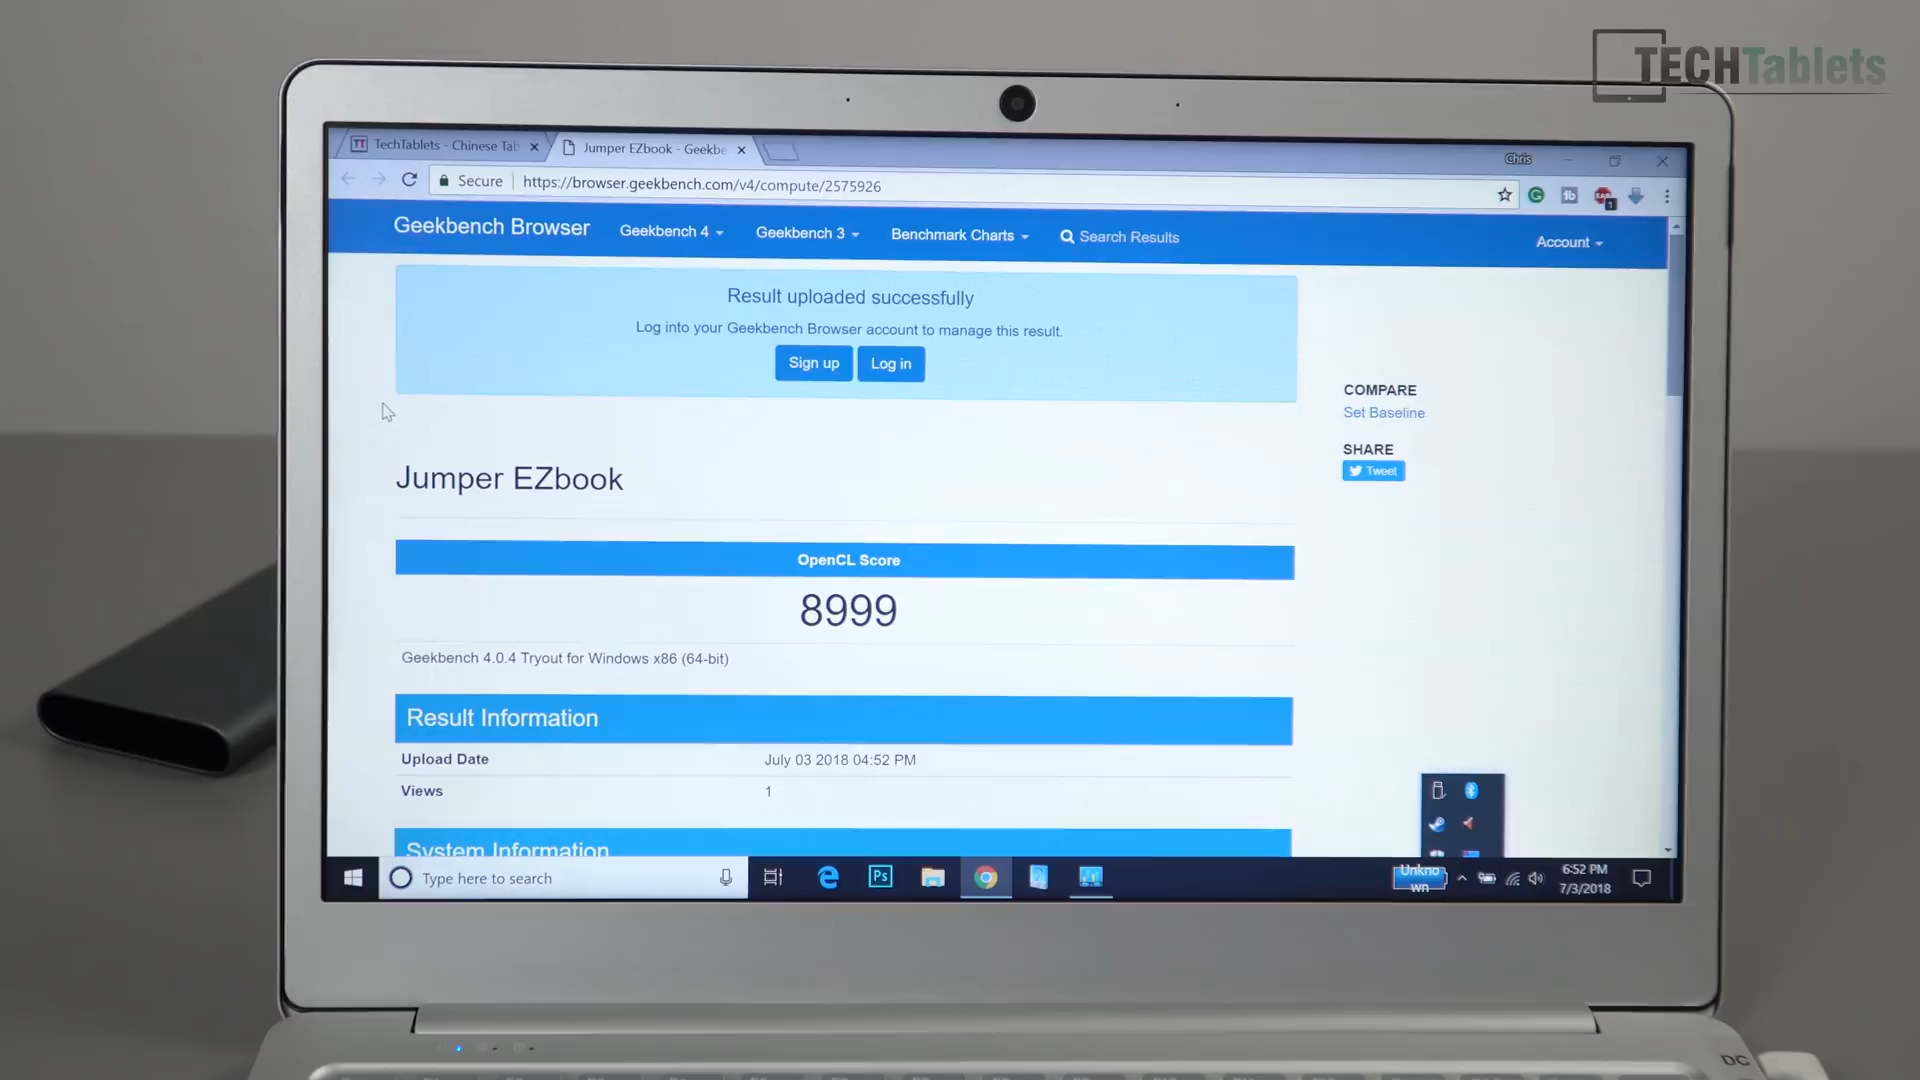 TECHTablets
TechTablets - Chinese Tab
Jumper EZbook - Geekbe
Chris
Secure
https://browser.geekbench.com/v4/compute/2575926
Geekbench Browser
Geekbench 4
Geekbench 3
Benchmark Charts
Search Results
Account
Result uploaded successfully
Log into your Geekbench Browser account to manage this result.
Sign up
Log in
COMPARE
Set Baseline
SHARE
Tweet
Jumper EZbook
OpenCL Score
8999
Geekbench 4.0.4 Tryout for Windows x86 (64-bit)
Result Information
Upload Date July 03 2018 04:52 PM
Views 1
System Information
Type here to search
Ps
Unkno
wn
6:52 PM
7/3/2018
DC